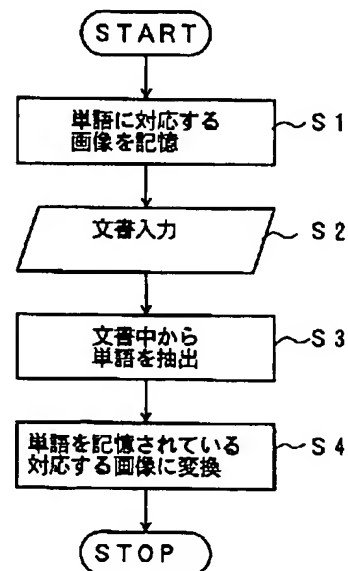 START
単語に対応する
画像を記憶
S1
文書入力
S2
文書中から
単語を抽出
S3
単語を記憶されている
対応する画像に変換
S4
STOP